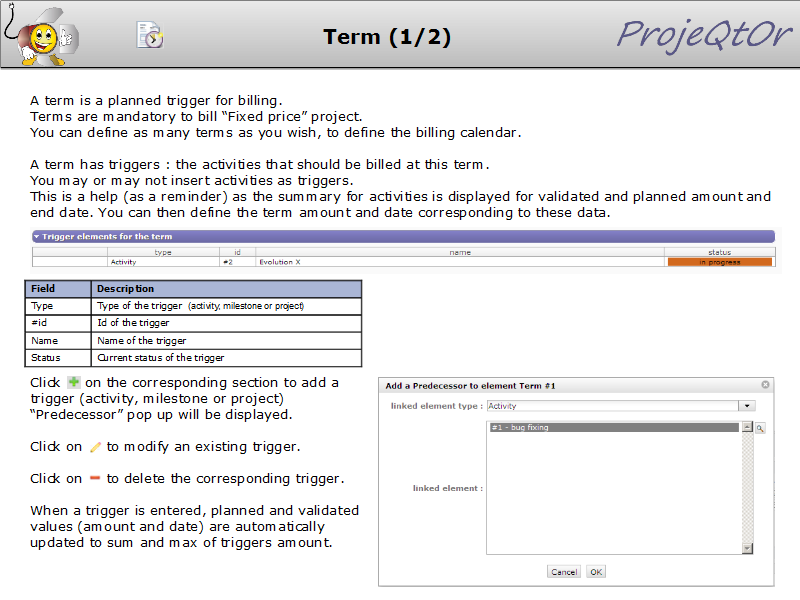 Term (1/2)
ProjeQtOr
A term is a planned trigger for billing.
Terms are mandatory to bill “Fixed price” project.
You can define as many terms as you wish, to define the billing calendar.
A term has triggers : the activities that should be billed at this term.
You may or may not insert activities as triggers.
This is a help (as a reminder) as the summary for activities is displayed for validated and planned amount and
end date. You can then define the term amount and date corresponding to these data.
Trigger elements for the term
type id name status
Activity #2 Evolution X in progress
Field Description
Type Type of the trigger (activity, milestone or project)
#id Id of the trigger
Name Name of the trigger
Status Current status of the trigger
Click on the corresponding section to add a
trigger (activity, milestone or project)
“Predecessor” pop up will be displayed.
Click on to modify an existing trigger.
Click on to delete the corresponding trigger.
When a trigger is entered, planned and validated
values (amount and date) are automatically
updated to sum and max of triggers amount.
Add a Predecessor to element Term #1
linked element type : Activity
#1 - bug fixing
linked element :
Cancel OK